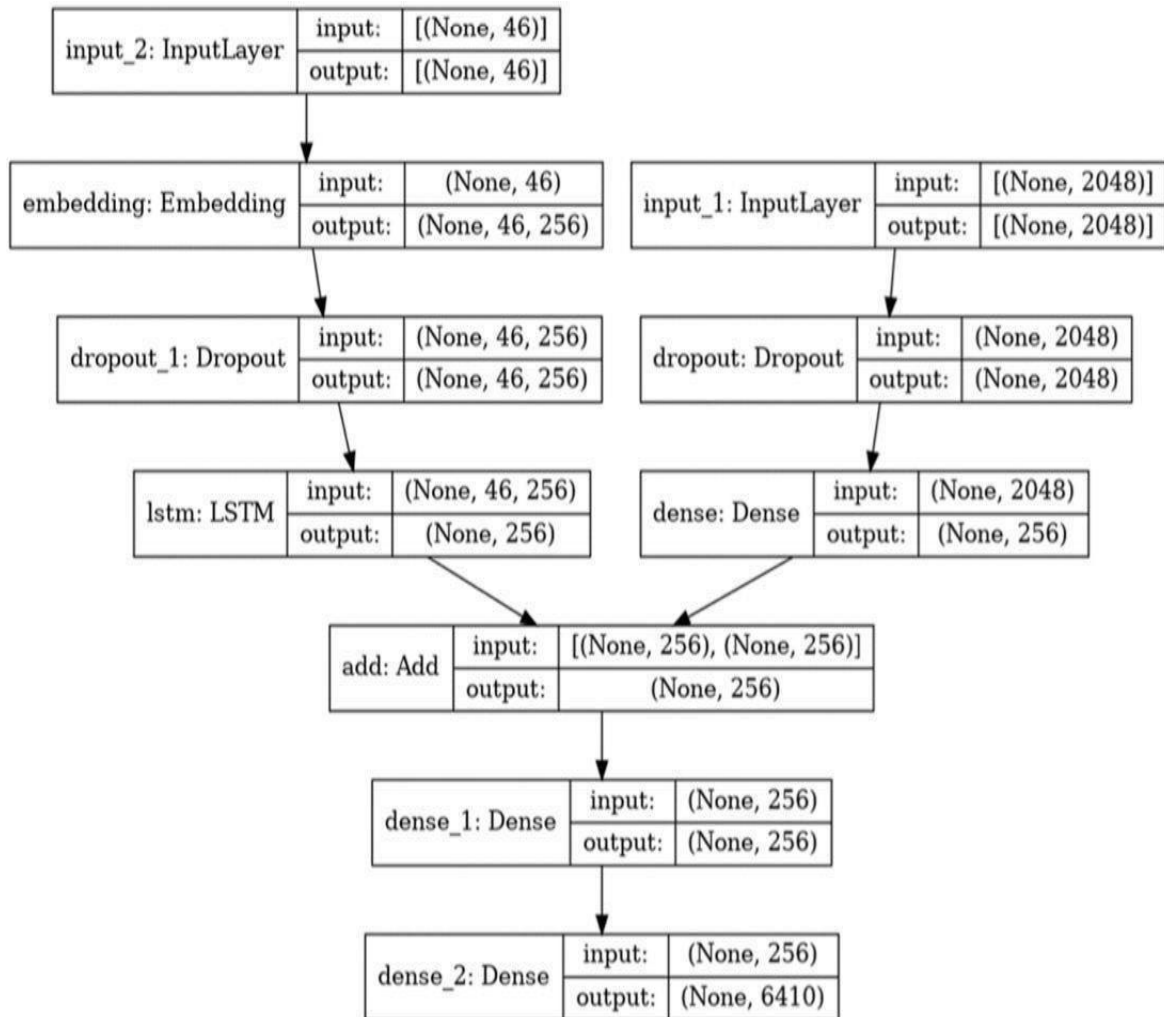 input_2: InputLayer
input:
[(None, 46)]
output:
[(None, 46)]
embedding: Embedding
input:
(None, 46)
output:
(None, 46, 256)
input_1: InputLayer
input:
[(None, 2048)]
output:
[(None, 2048)]
dropout_1: Dropout
input:
(None, 46, 256)
output:
(None, 46, 256)
dropout: Dropout
input:
(None, 2048)
output:
(None, 2048)
lstm: LSTM
input:
(None, 46, 256)
output:
(None, 256)
dense: Dense
input:
(None, 2048)
output:
(None, 256)
add: Add
input:
[(None, 256), (None, 256)]
output:
(None, 256)
dense_1: Dense
input:
(None, 256)
output:
(None, 256)
dense_2: Dense
input:
(None, 256)
output:
(None, 6410)